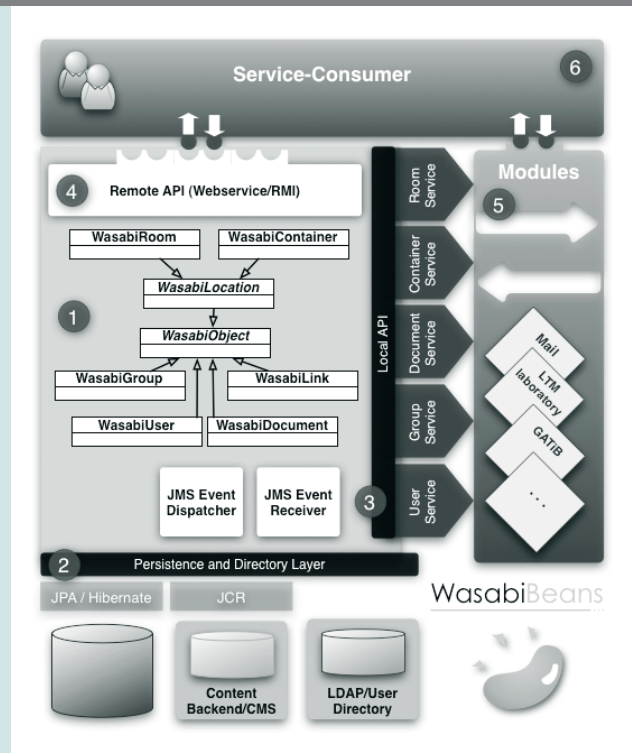 Service-Consumer
6
4
Remote API (Webservice/RMI)
Modules
5
WasabiRoom
WasabiContainer
WasabiLocation
1
WasabiObject
WasabiGroup
WasabiLink
WasabiUser
WasabiDocument
JMS Event
Dispatcher
JMS Event
Receiver
3
Local API
Room
Service
Container
Service
Document
Service
Group
Service
User
Service
Mail
LTM
laboratory
GATiB
...
2
Persistence and Directory Layer
JPA / Hibernate
JCR
WasabiBeans
Content
Backend/CMS
LDAP/User
Directory